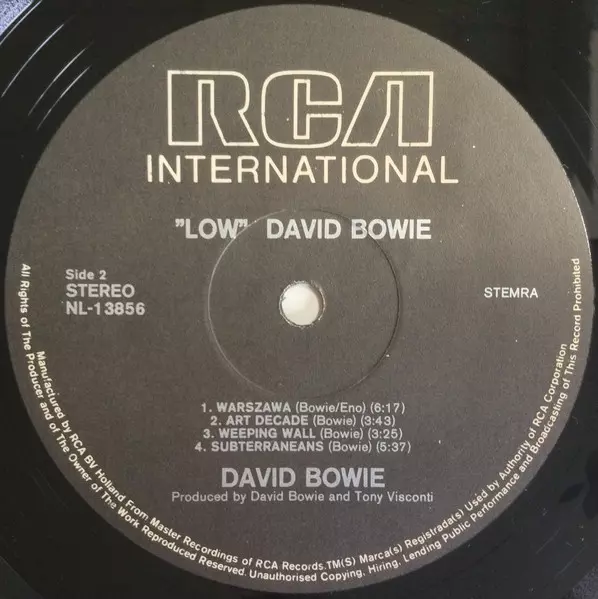 RCA
INTERNATIONAL
"LOW" DAVID BOWIE
Side 2
STEREO
NL-13856
STEMRA
1. WARSZAWA (Bowie/Eno) (6:17)
2. ART DECADE (Bowie) (3:43)
3. WEEPING WALL (Bowie) (3:25)
4. SUBTERRANEANS (Bowie) (5:37)
DAVID BOWIE
Produced by David Bowie and Tony Visconti
Manufactured by RCA BV Holland From Master Recordings of RCA Records.TM(S) Marca(s) Registrada(s) Used by Authority of RCA Corporation
All Rights of The Producer and of The Owner of The Work Reproduced Reserved. Unauthorised Copying, Hiring, Lending Public Performance and Broadcasting of This Record Prohibited